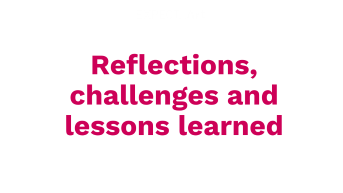 Reflections,
challenges and
lessons learned